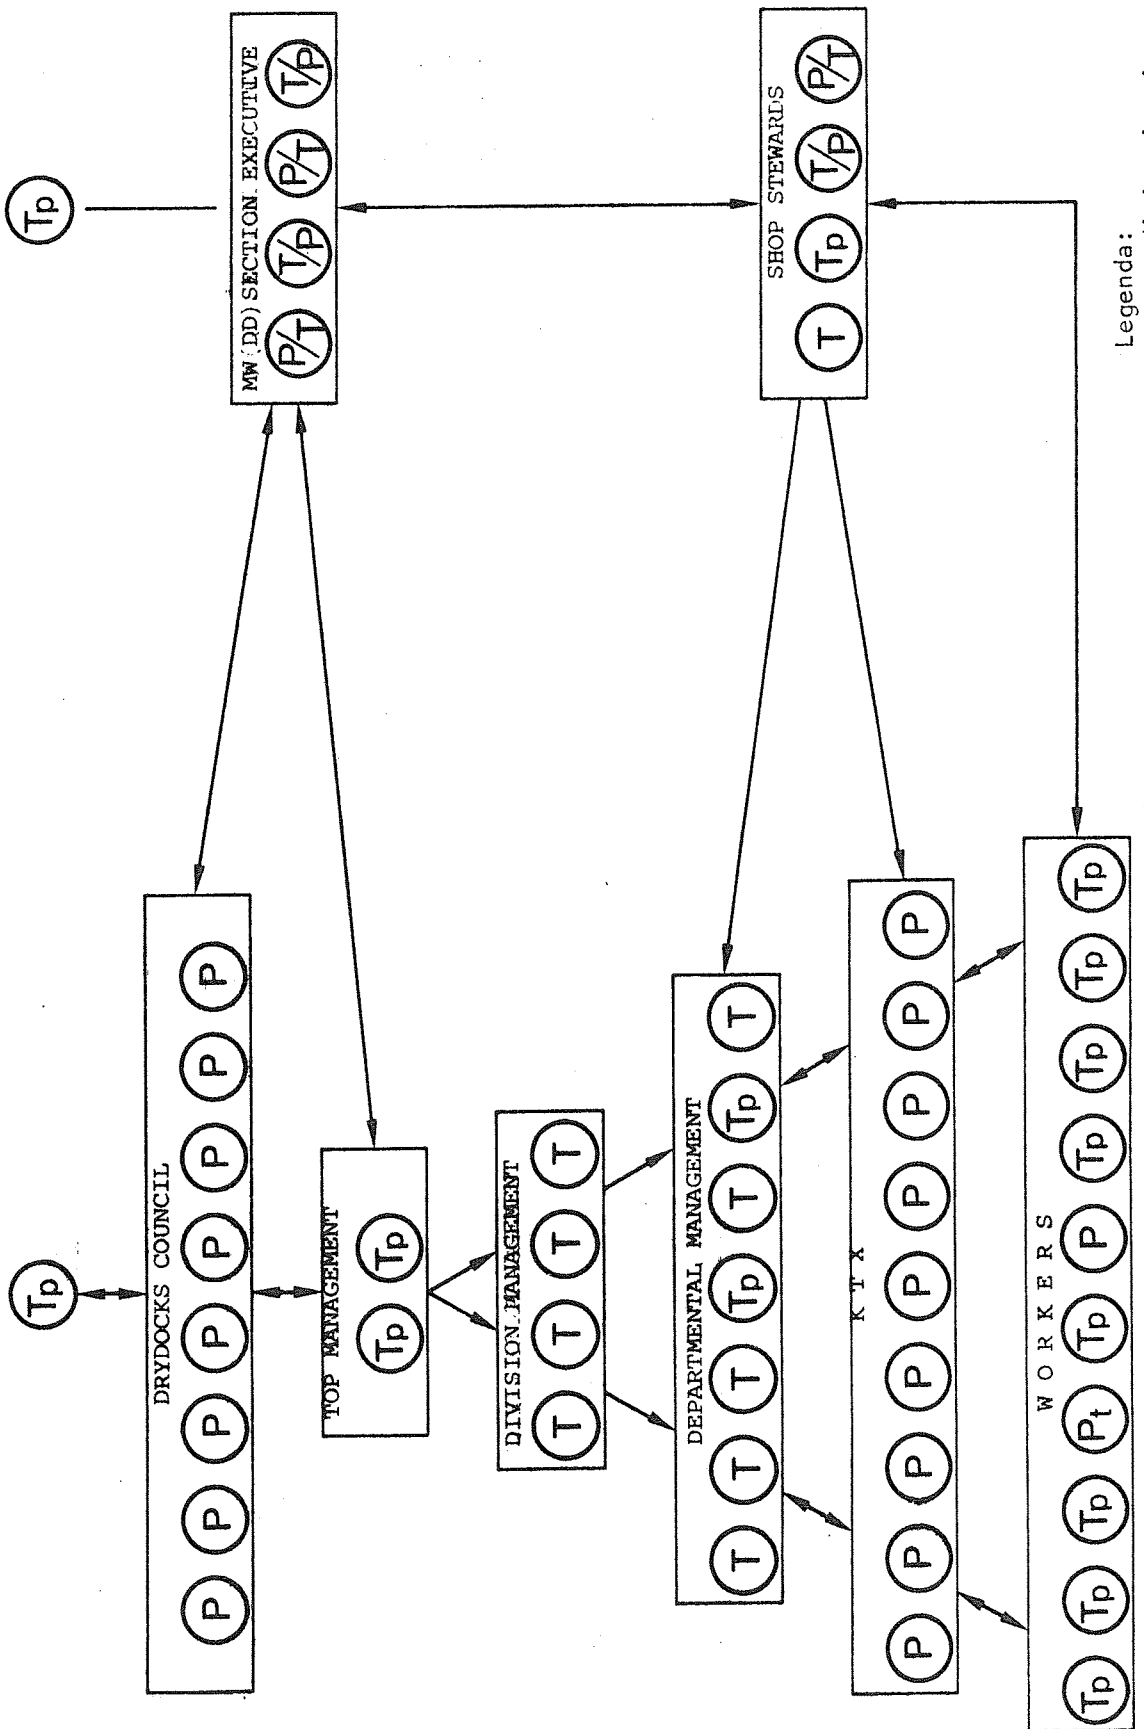 Tp
Tp
DRYDOCKS COUNCIL
P P P P P P P P
MW(DD)SECTION EXECUTIVE
P/T T/P P/T T/P
TOP MANAGEMENT
Tp Tp
DIVISION MANAGEMENT
T T T T
DEPARTMENTAL MANAGEMENT
T T T Tp T Tp T
SHOP STEWARDS
T Tp T/P P/T
K T X
P P P P P P P P P
W O R K E R S
Tp Tp Tp Pt Tp P Tp Tp Tp Tp
Legenda: